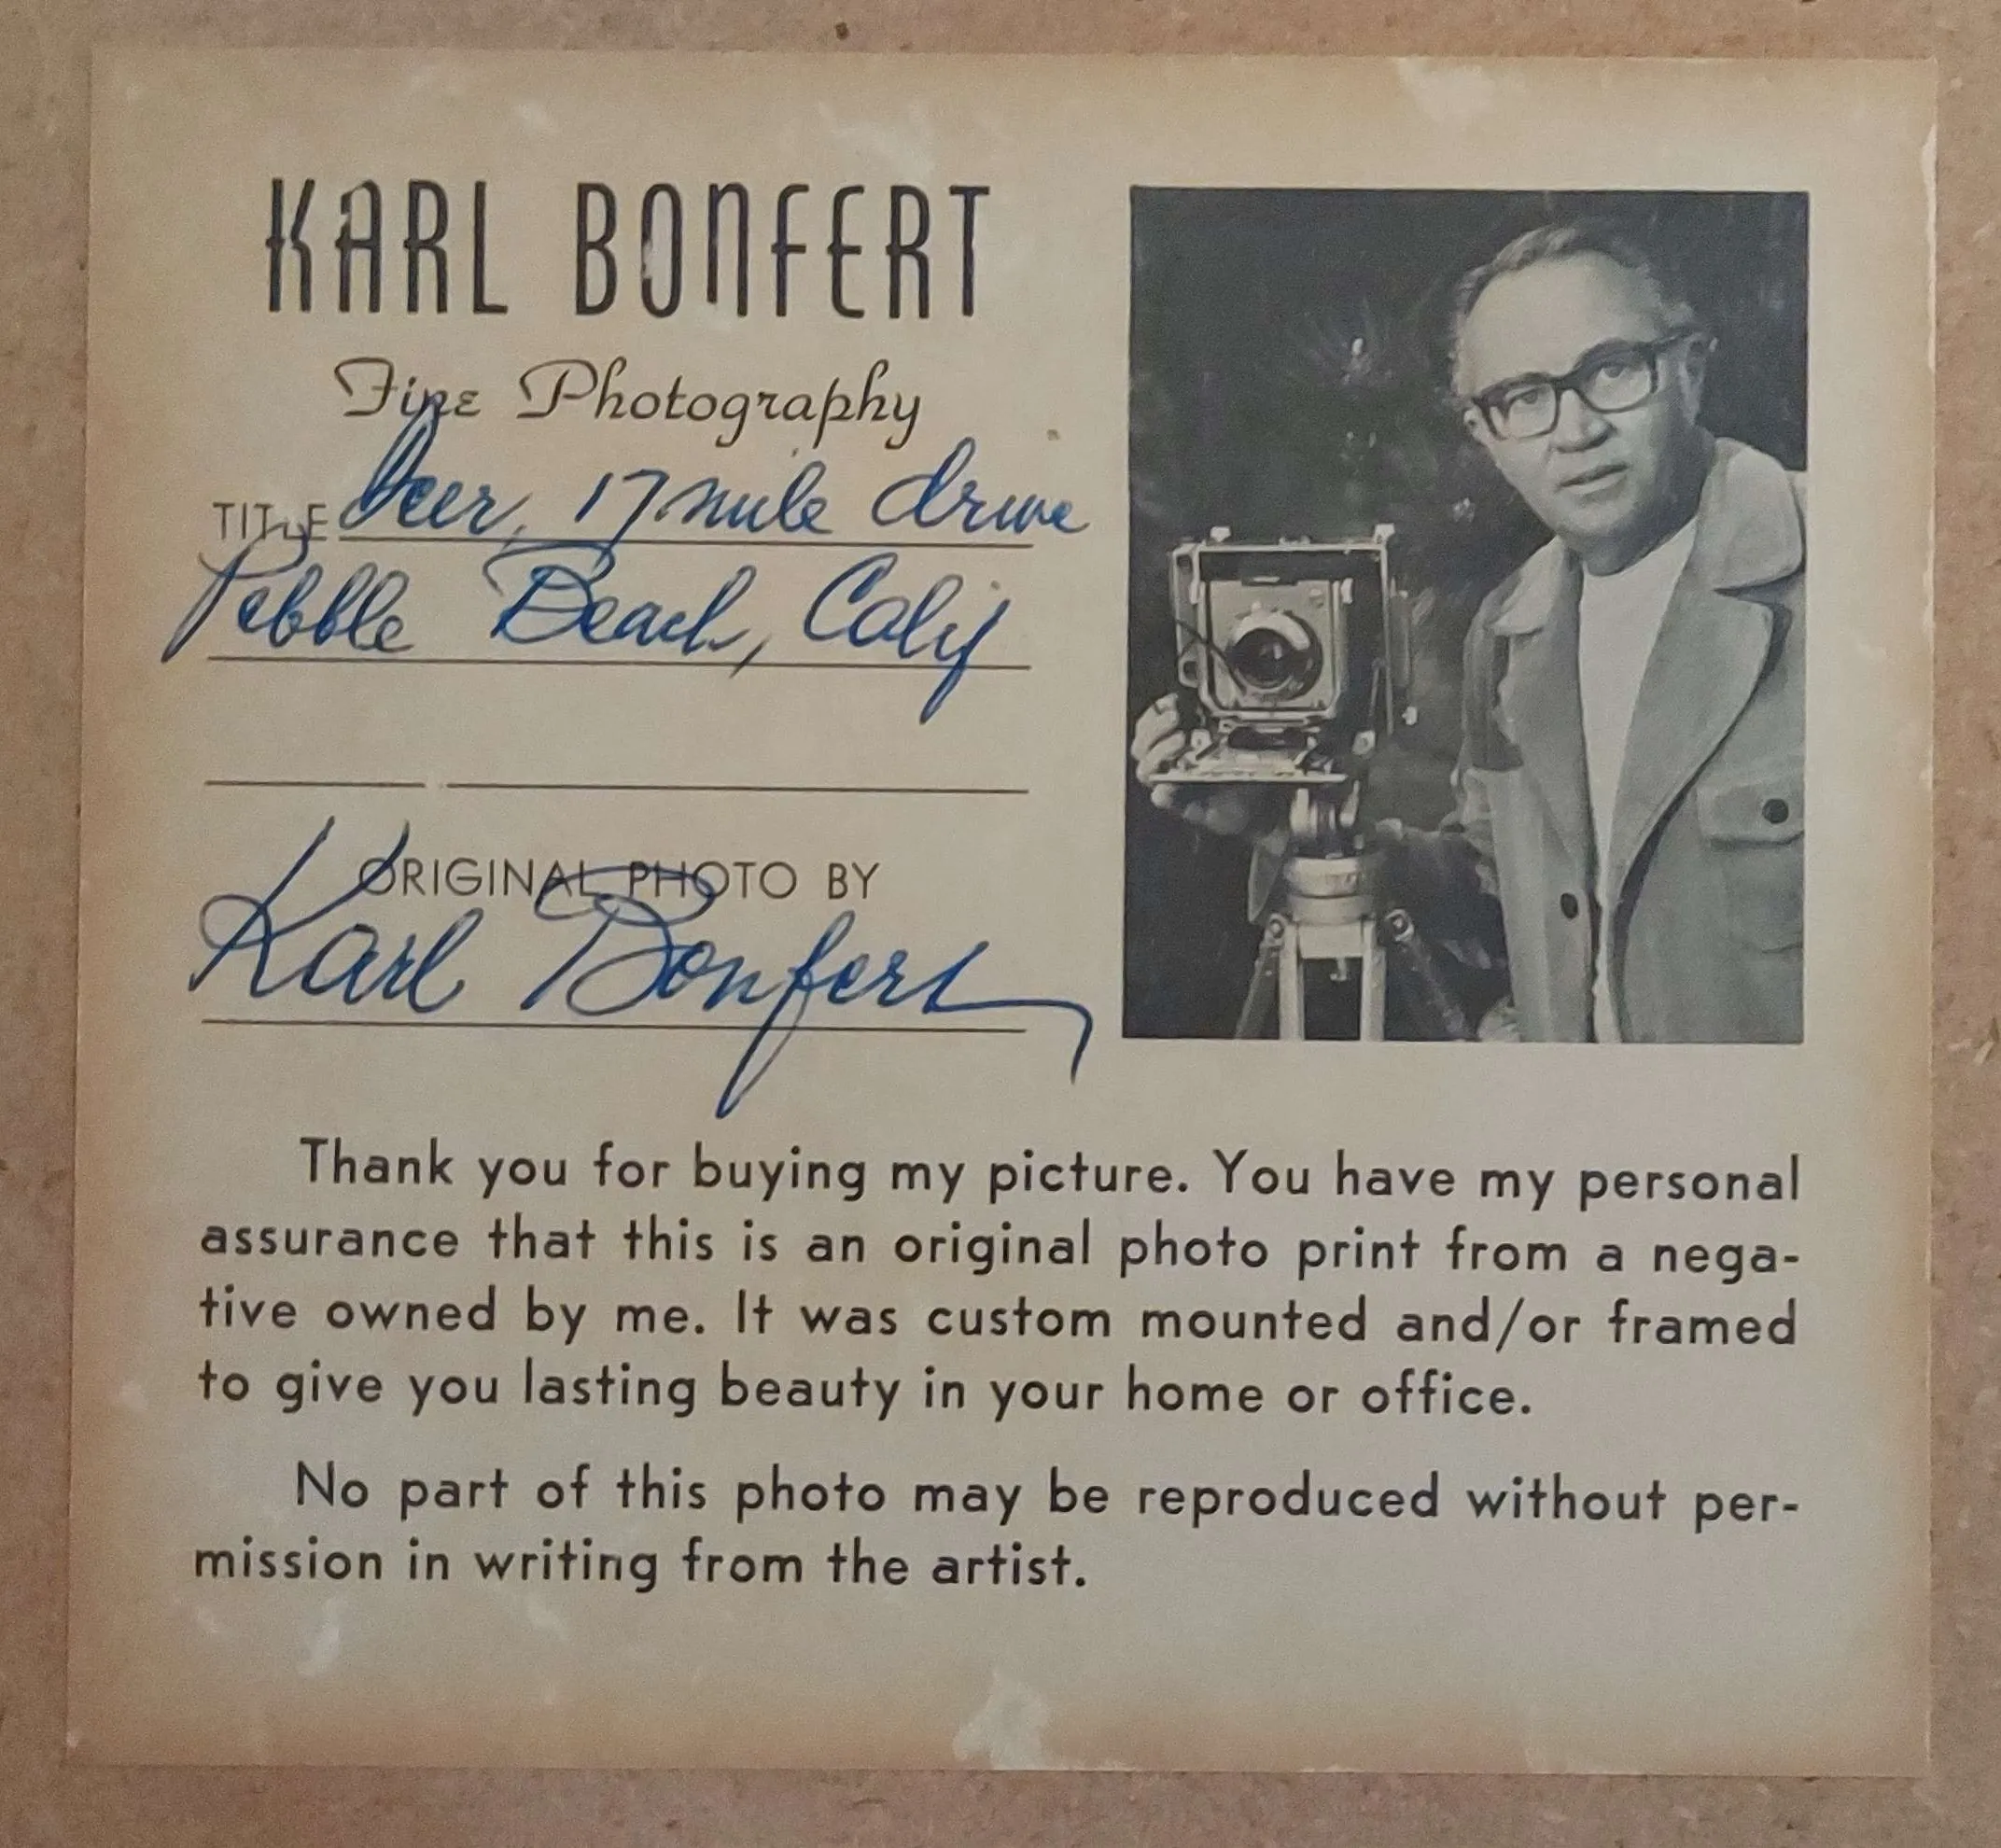 KARL BONFERT
Fine Photography
TITLE Deer, 17 mile drive
Pebble Beach, Calif
ORIGINAL PHOTO BY
Karl Bonfert
Thank you for buying my picture. You have my personal
assurance that this is an original photo print from a nega-
tive owned by me. It was custom mounted and/or framed
to give you lasting beauty in your home or office.
No part of this photo may be reproduced without per-
mission in writing from the artist.